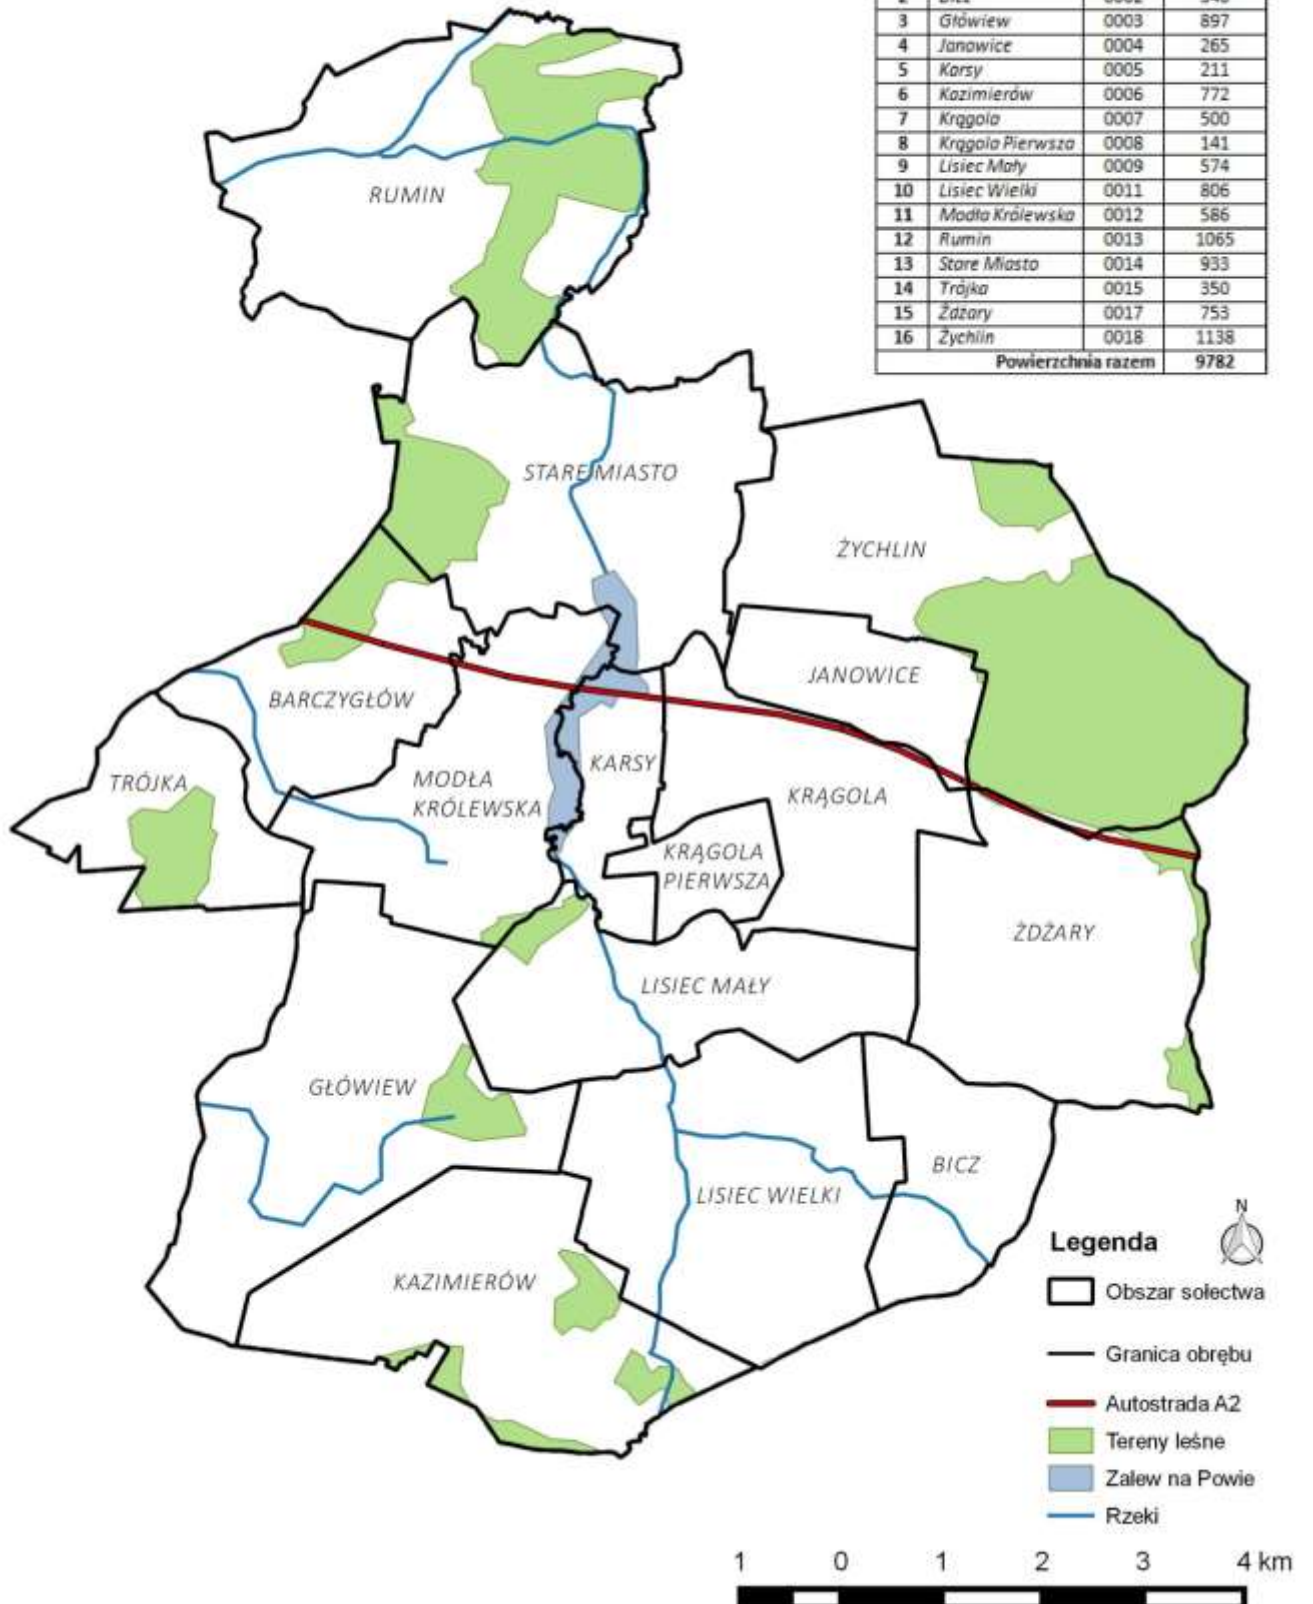 3 Główiew 0003 897
4 Janowice 0004 265
5 Karsy 0005 211
6 Kazimierów 0006 772
7 Krągola 0007 500
8 Krągola Pierwsza 0008 141
9 Lisiec Mały 0009 574
10 Lisiec Wielki 0011 806
11 Modła Królewska 0012 586
12 Rumin 0013 1065
13 Stare Miasto 0014 933
14 Trójka 0015 350
15 Żdżary 0017 753
16 Żychlin 0018 1138
Powierzchnia razem 9782
RUMIN
STARE MIASTO
ŻYCHLIN
JANOWICE
BARCZYGŁÓW
TRÓJKA
MODŁA
KRÓLEWSKA
KARSY
KRĄGOLA
KRĄGOLA
PIERWSZA
ŻDŻARY
LISIEC MAŁY
GŁÓWIEW
BICZ
LISIEC WIELKI
KAZIMIERÓW
N
Legenda
Obszar sołectwa
Granica obrębu
Autostrada A2
Tereny leśne
Zalew na Powie
Rzeki
1 0 1 2 3 4 km